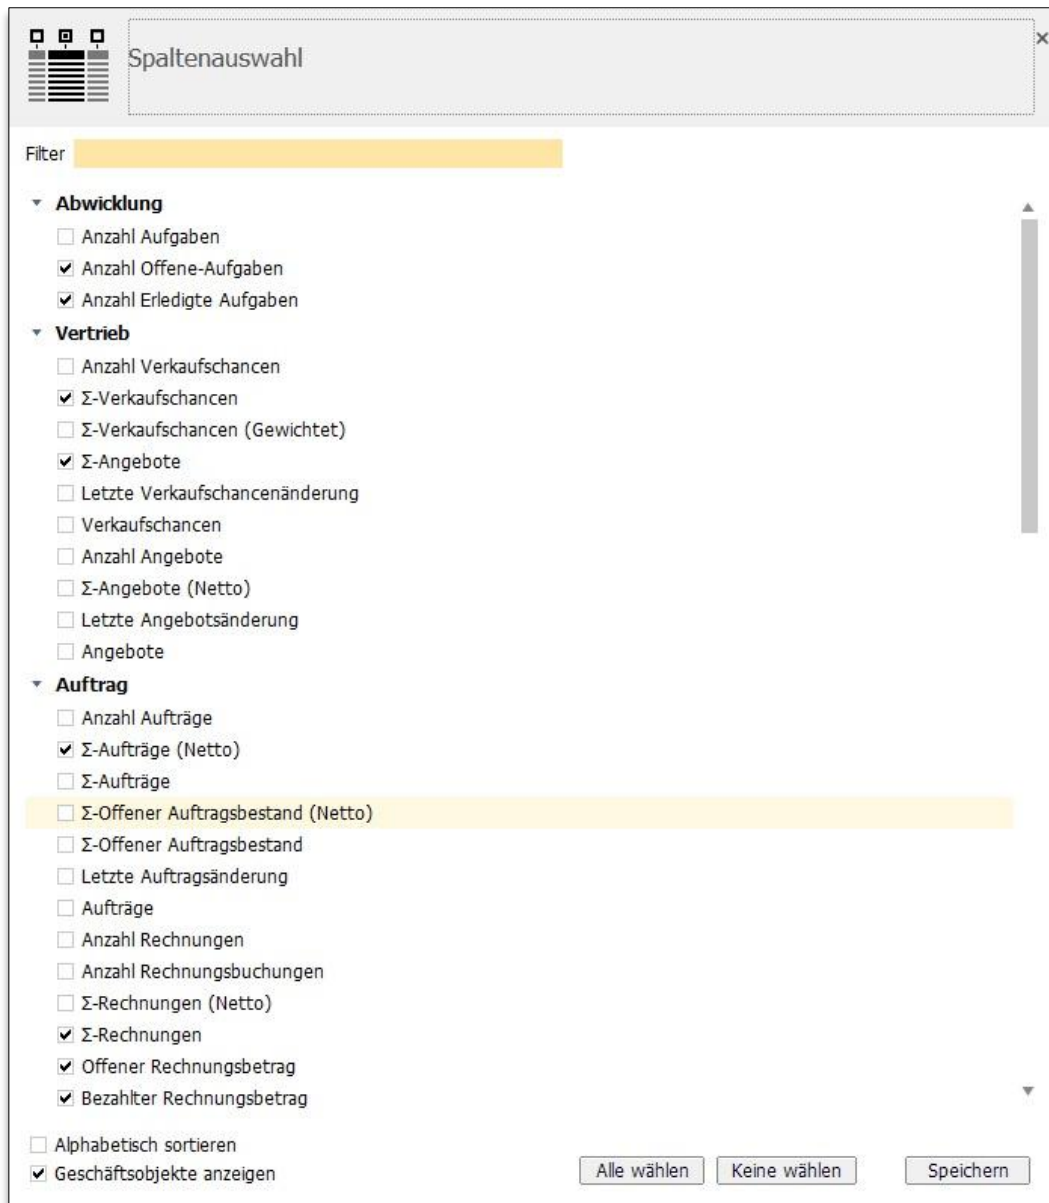 Spaltenauswahl
Filter
Abwicklung
Anzahl Aufgaben
Anzahl Offene-Aufgaben
Anzahl Erledigte Aufgaben
Vertrieb
Anzahl Verkaufschancen
Σ-Verkaufschancen
Σ-Verkaufschancen (Gewichtet)
Σ-Angebote
Letzte Verkaufschancenänderung
Verkaufschancen
Anzahl Angebote
Σ-Angebote (Netto)
Letzte Angebotsänderung
Angebote
Auftrag
Anzahl Aufträge
Σ-Aufträge (Netto)
Σ-Aufträge
Σ-Offener Auftragsbestand (Netto)
Σ-Offener Auftragsbestand
Letzte Auftragsänderung
Aufträge
Anzahl Rechnungen
Anzahl Rechnungsbuchungen
Σ-Rechnungen (Netto)
Σ-Rechnungen
Offener Rechnungsbetrag
Bezahlter Rechnungsbetrag
Alphabetisch sortieren
Geschäftsobjekte anzeigen
Alle wählen Keine wählen Speichern